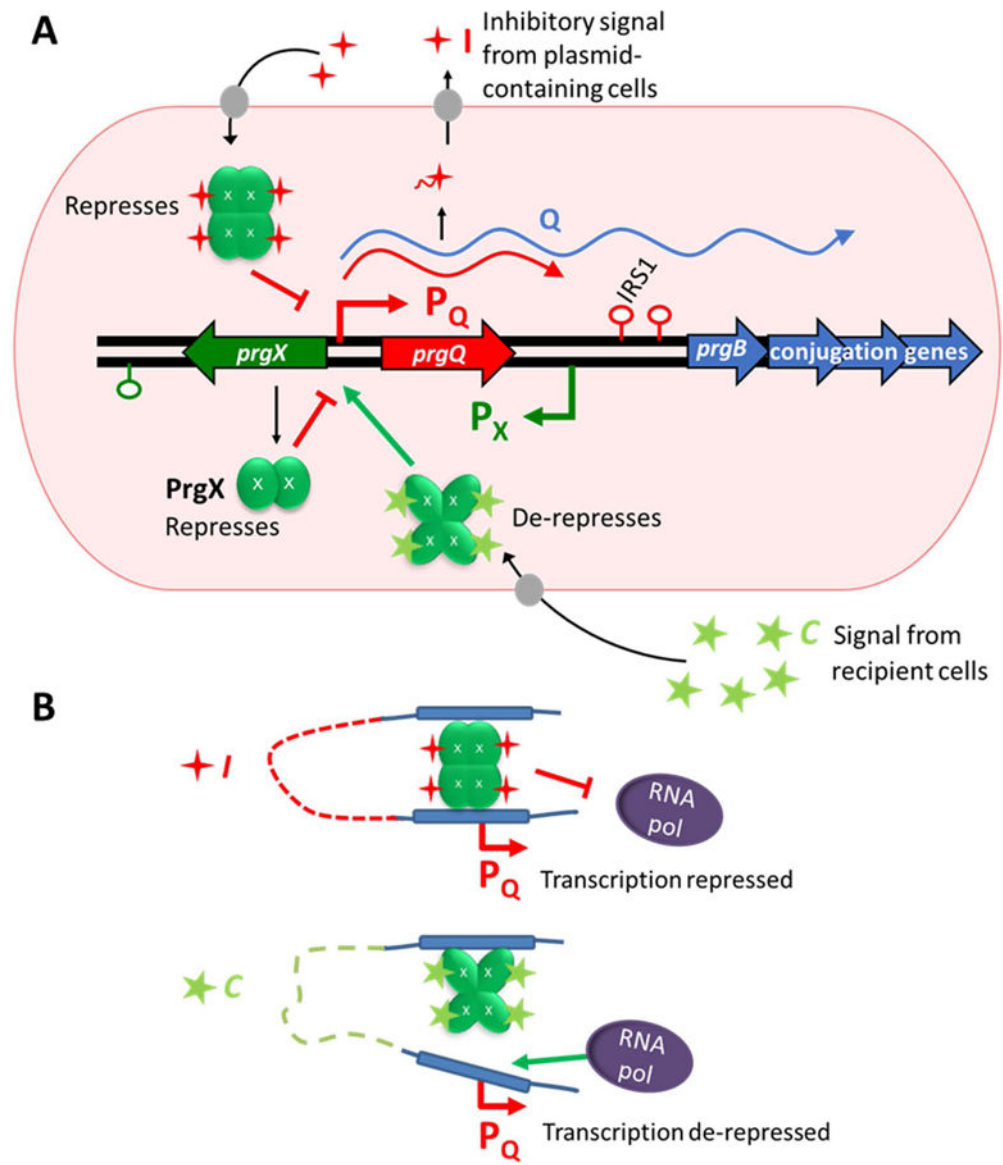 A
I
Inhibitory signal
from plasmid-
containing cells
x x
x x
Represses
Q
IRS1
PQ
prgX
prgQ
prgB
conjugation genes
PX
PrgX
Represses
x x
x x
x x
De-represses
C
Signal from
recipient cells
B
I
x x
x x
RNA
pol
PQ
Transcription repressed
C
x x
x x
RNA
pol
PQ
Transcription de-repressed